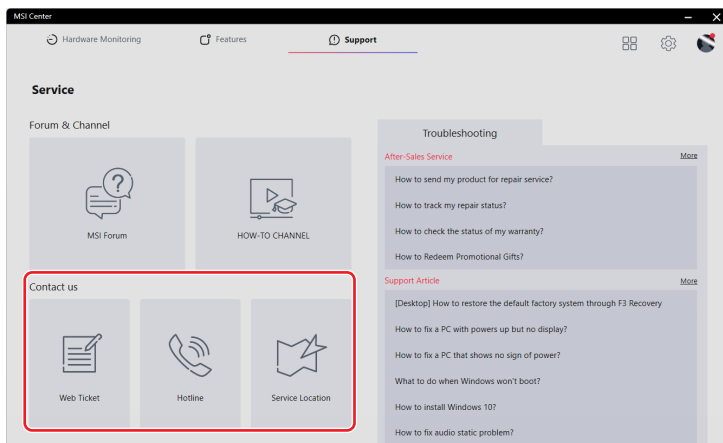 MSI Center
Hardware Monitoring
Features
Support
Service
Forum & Channel
MSI Forum
HOW-TO CHANNEL
Contact us
Web Ticket
Hotline
Service Location
Troubleshooting
After-Sales Service
More
How to send my product for repair service?
How to track my repair status?
How to check the status of my warranty?
How to Redeem Promotional Gifts?
Support Article
More
[Desktop] How to restore the default factory system through F3 Recovery
How to fix a PC with powers up but no display?
How to fix a PC that shows no sign of power?
What to do when Windows won't boot?
How to install Windows 10?
How to fix audio static problem?